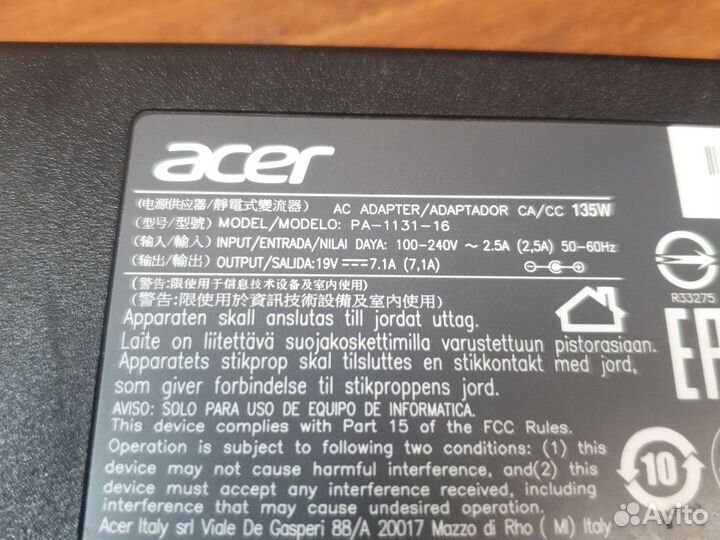 acer
(电源供应器/靜電式變流器) AC ADAPTER/ADAPTADOR CA/CC 135W
(型号/型號) MODEL/MODELO: PA-1131-16
(输入/輸入) INPUT/ENTRADA/NILAI DAYA: 100-240V ~ 2.5A (2,5A) 50-60Hz
(输出/輸出) OUTPUT/SALIDA: 19V ⎓ 7.1A (7,1A)
(警告: 限使用于信息技术设备及室内使用)
(警告: 限使用於資訊技術設備及室內使用)
Apparaten skall anslutas till jordat uttag.
Laite on liitettävä suojakoskettimilla varustettuun pistorasiaan.
Apparatets stikprop skal tilsluttes en stikkontakt med jord,
som giver forbindelse til stikproppens jord.
AVISO: SOLO PARA USO DE EQUIPO DE INFORMATICA.
This device complies with Part 15 of the FCC Rules.
Operation is subject to following two conditions: (1) this
device may not cause harmful interference, and(2) this
device must accept any interference received, including
interference that may cause undesired operation.
Acer Italy srl Viale De Gasperi 88/A 20017 Mazzo di Rho ( MI) Italy
R33275
10
Avito